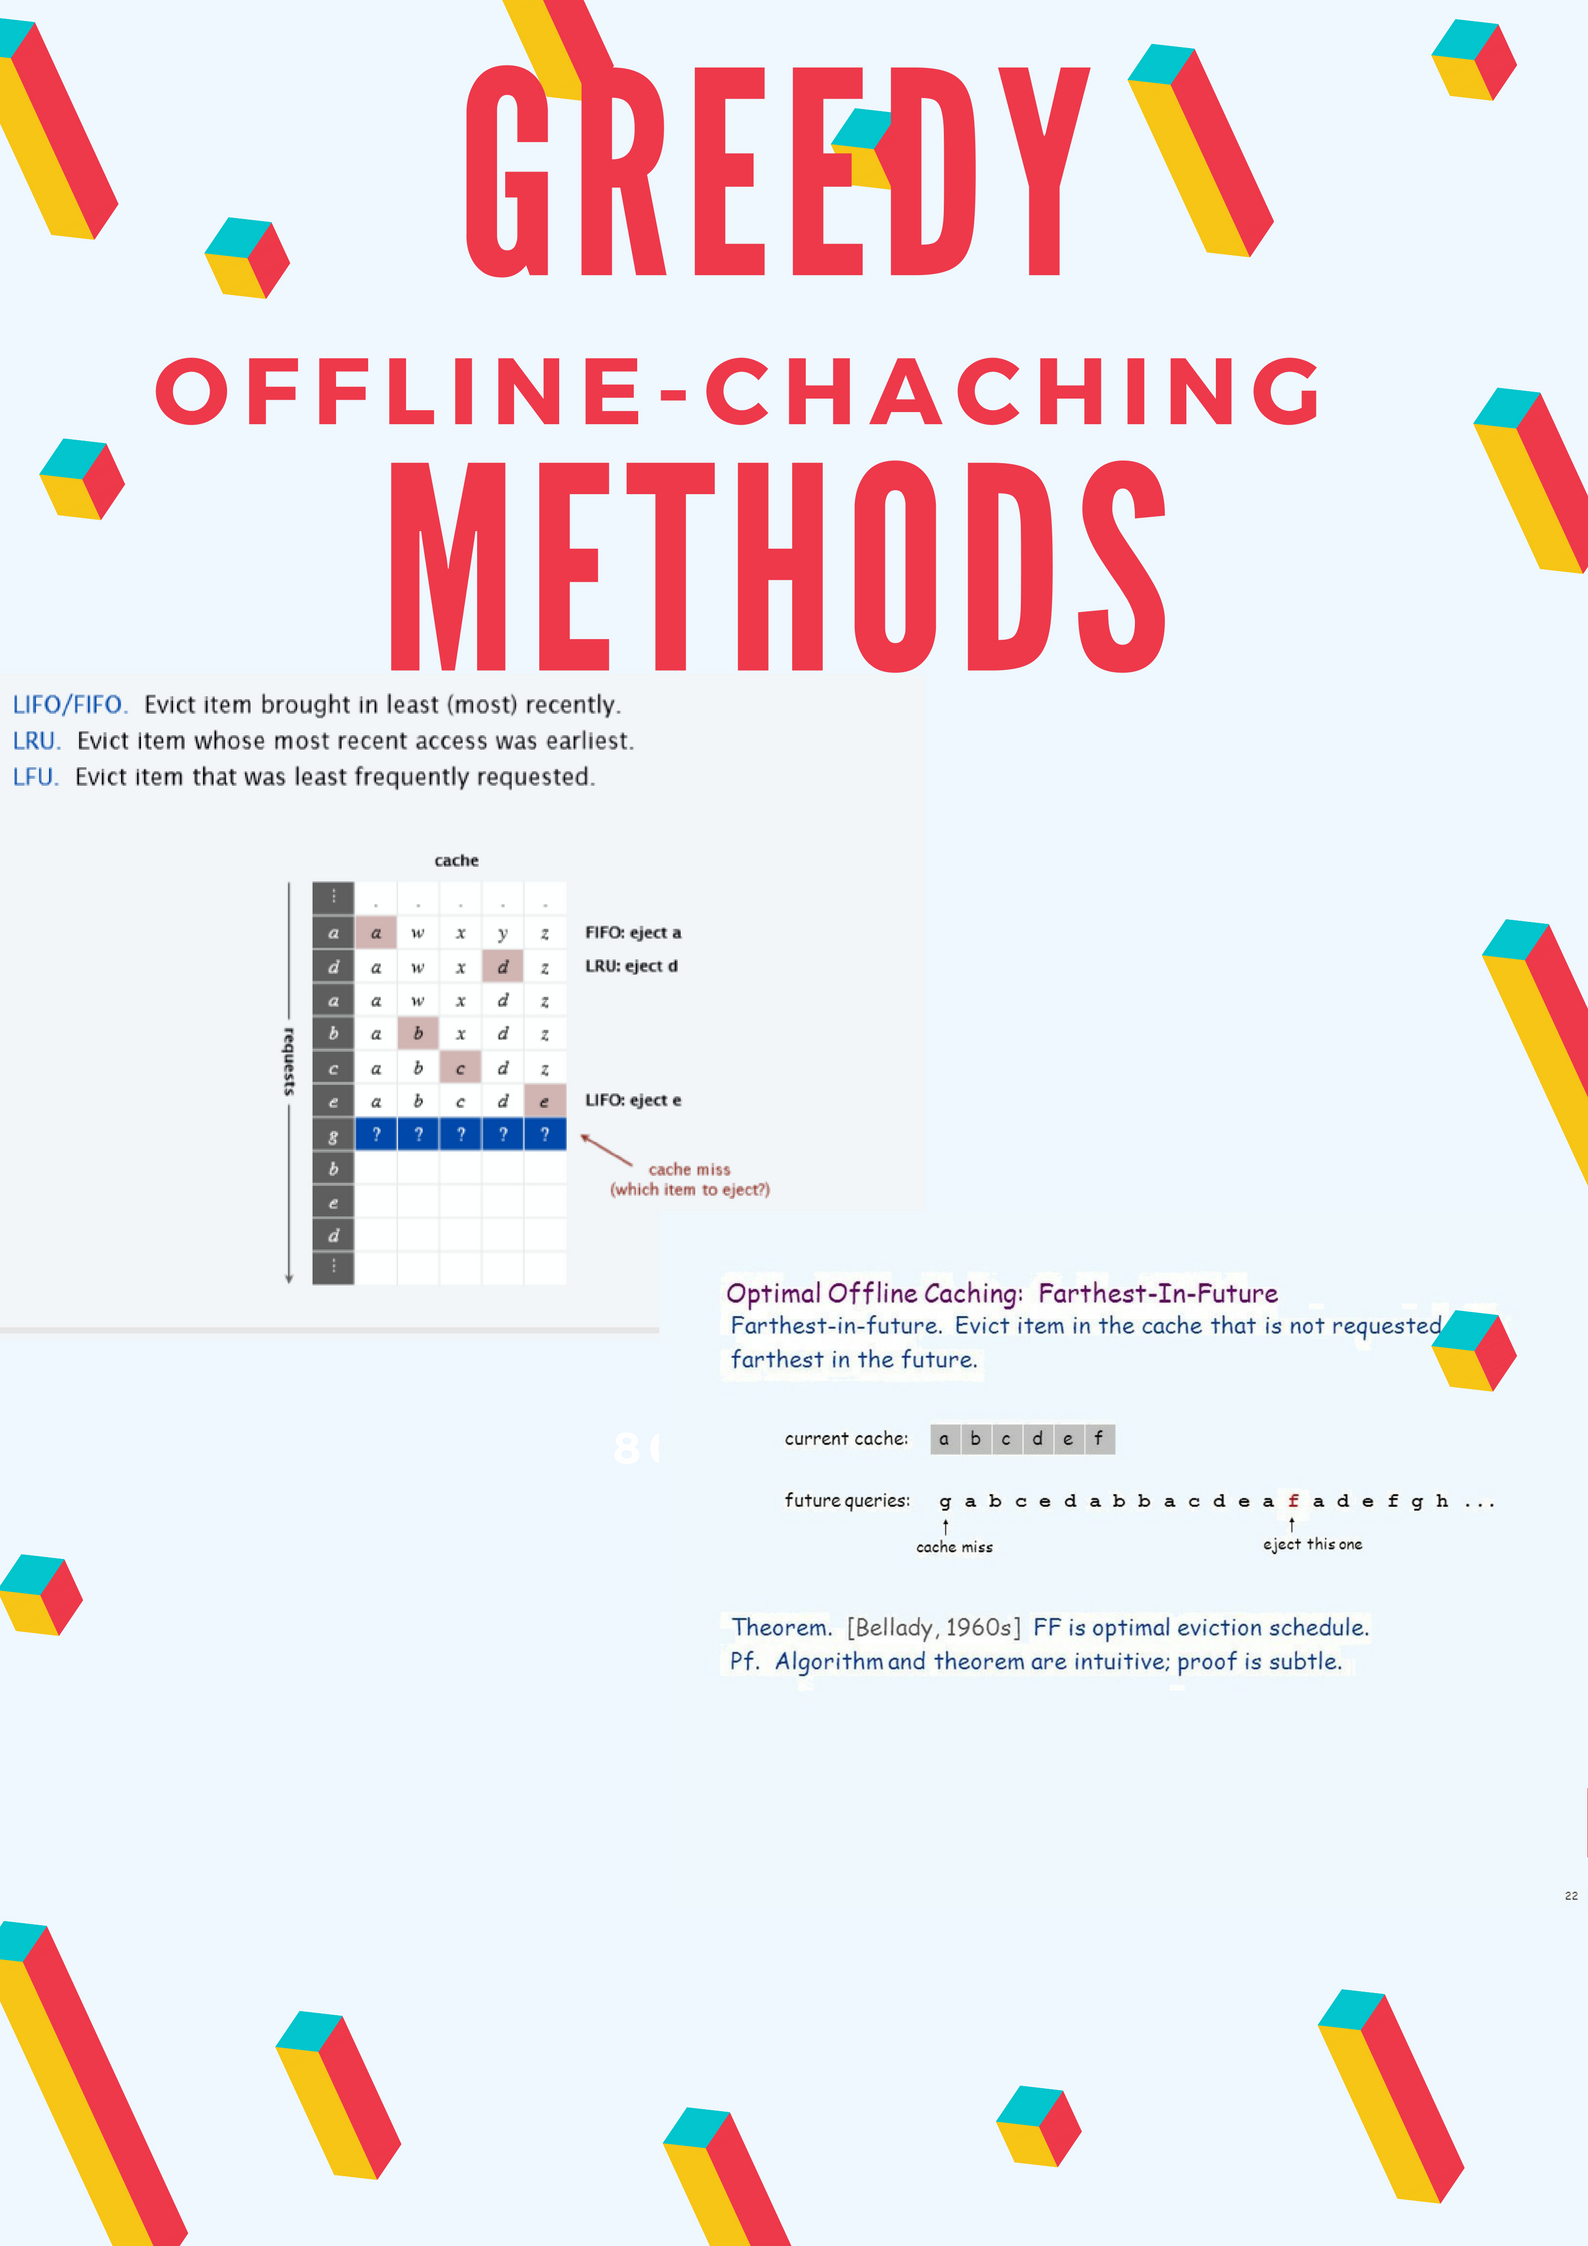 GREEDY
OFFLINE-CHACHING
METHODS
LIFO/FIFO. Evict item brought in least (most) recently.
LRU. Evict item whose most recent access was earliest.
LFU. Evict item that was least frequently requested.
cache
requests
⋮ . . . . .
a a w x y z FIFO: eject a
d a w x d z LRU: eject d
a a w x d z
b a b x d z
c a b c d z
e a b c d e LIFO: eject e
g ? ? ? ? ?
cache miss
(which item to eject?)
b
e
d
⋮
Optimal Offline Caching: Farthest-In-Future
Farthest-in-future. Evict item in the cache that is not requested
farthest in the future.
current cache: a b c d e f
8
future queries: g a b c e d a b b a c d e a f a d e f g h ...
cache miss
eject this one
Theorem. [Bellady, 1960s] FF is optimal eviction schedule.
Pf. Algorithm and theorem are intuitive; proof is subtle.
22